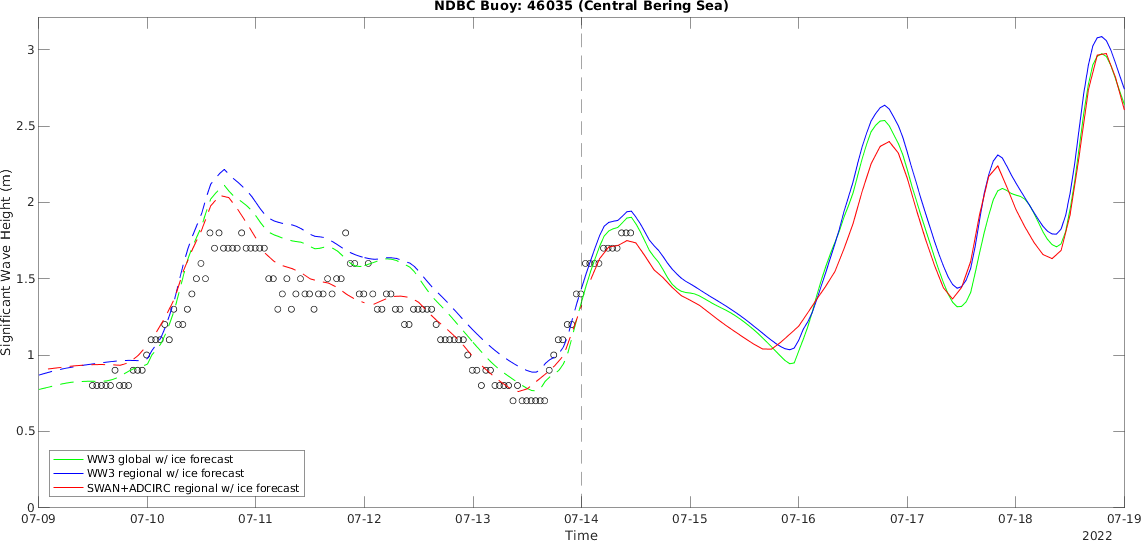 NDBC Buoy: 46035 (Central Bering Sea)
Significant Wave Height (m)
3
2.5
2
1.5
1
0.5
0
WW3 global w/ ice forecast
WW3 regional w/ ice forecast
SWAN+ADCIRC regional w/ ice forecast
07-09 07-10 07-11 07-12 07-13 07-14 07-15 07-16 07-17 07-18 07-19
Time
2022